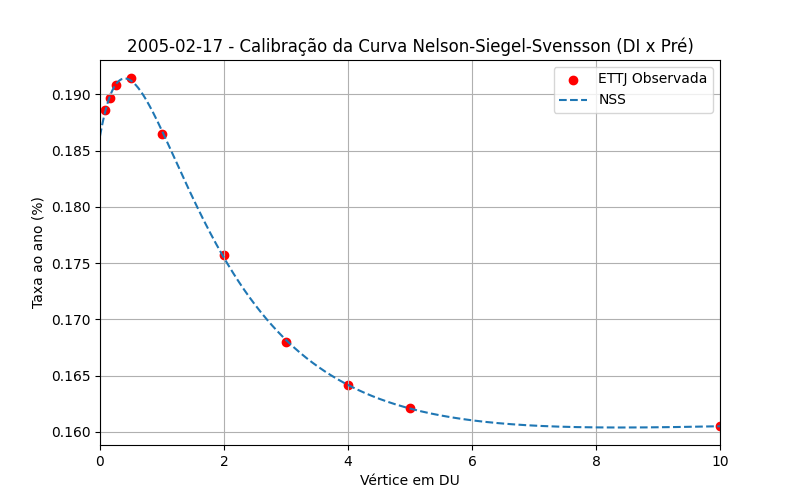 2005-02-17 - Calibração da Curva Nelson-Siegel-Svensson (DI x Pré)
ETTJ Observada
NSS
Taxa ao ano (%)
0.190
0.185
0.180
0.175
0.170
0.165
0.160
0 2 4 6 8 10
Vértice em DU